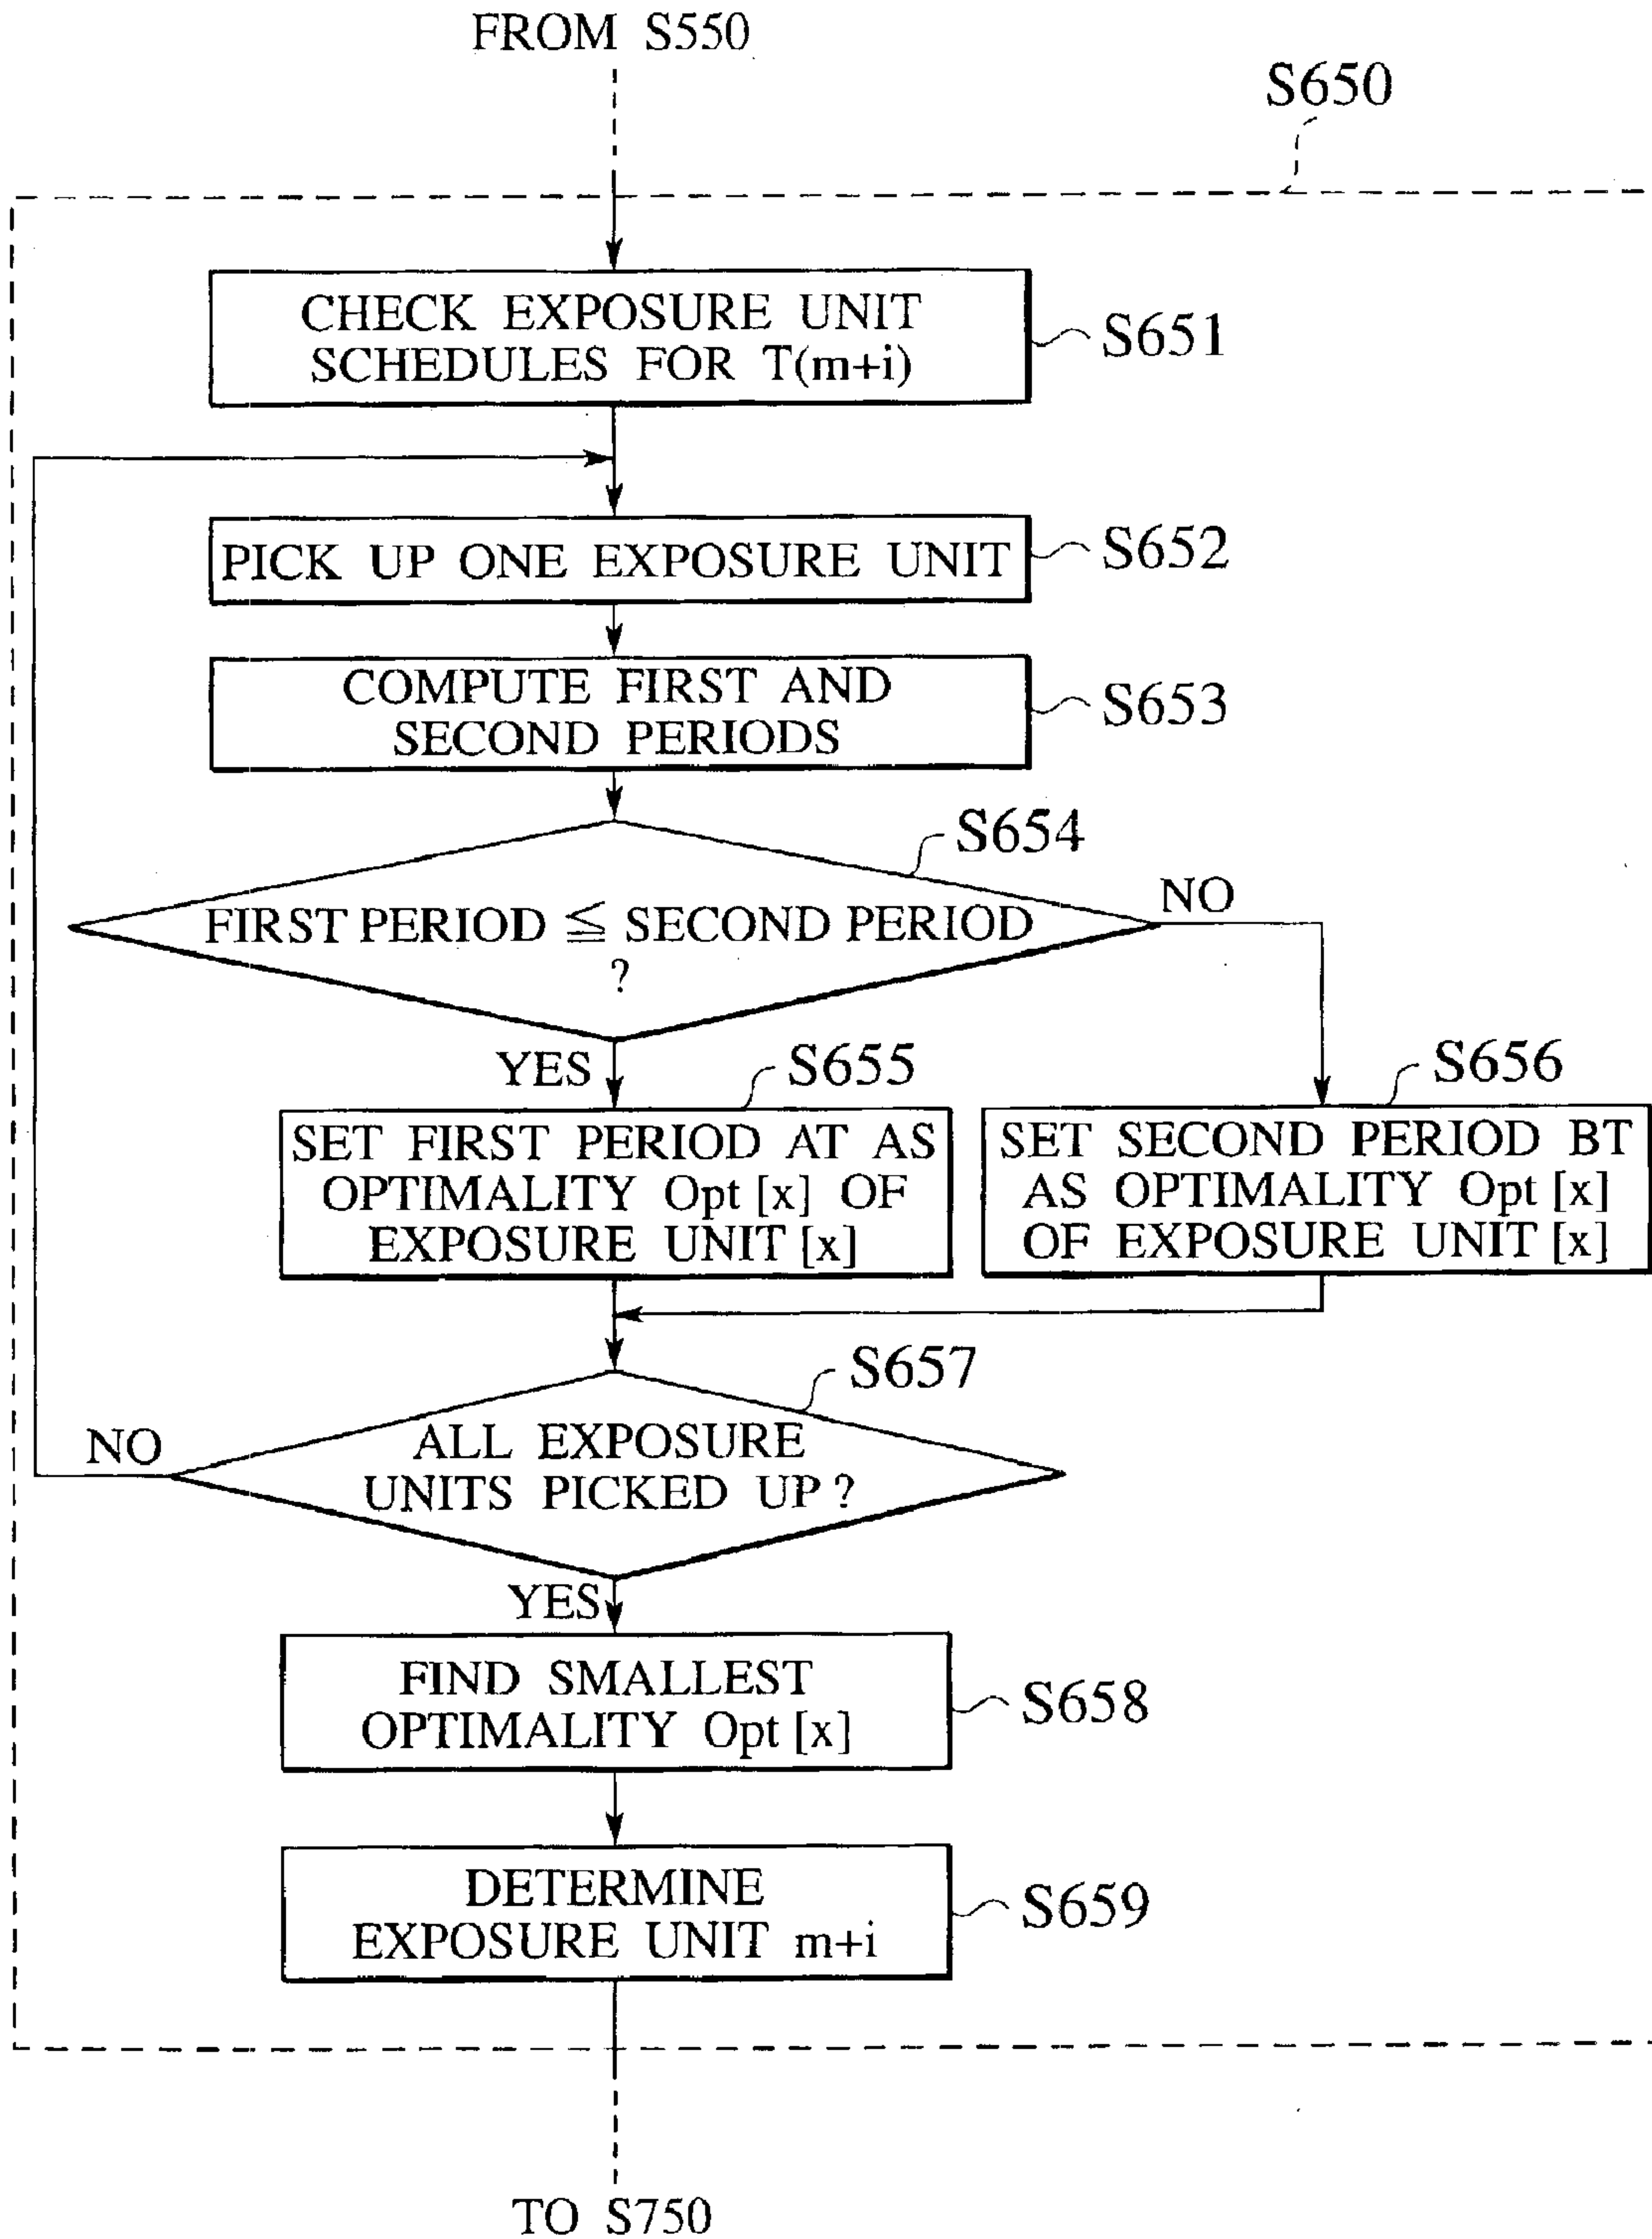 FROM S550
S650
CHECK EXPOSURE UNIT
SCHEDULES FOR T(m+i)
S651
PICK UP ONE EXPOSURE UNIT
S652
COMPUTE FIRST AND
SECOND PERIODS
S653
S654
FIRST PERIOD ≦ SECOND PERIOD
?
NO
YES
S655
SET FIRST PERIOD AT AS
OPTIMALITY Opt [x] OF
EXPOSURE UNIT [x]
S656
SET SECOND PERIOD BT
AS OPTIMALITY Opt [x]
OF EXPOSURE UNIT [x]
S657
ALL EXPOSURE
UNITS PICKED UP ?
NO
YES
FIND SMALLEST
OPTIMALITY Opt [x]
S658
DETERMINE
EXPOSURE UNIT m+i
S659
TO S750